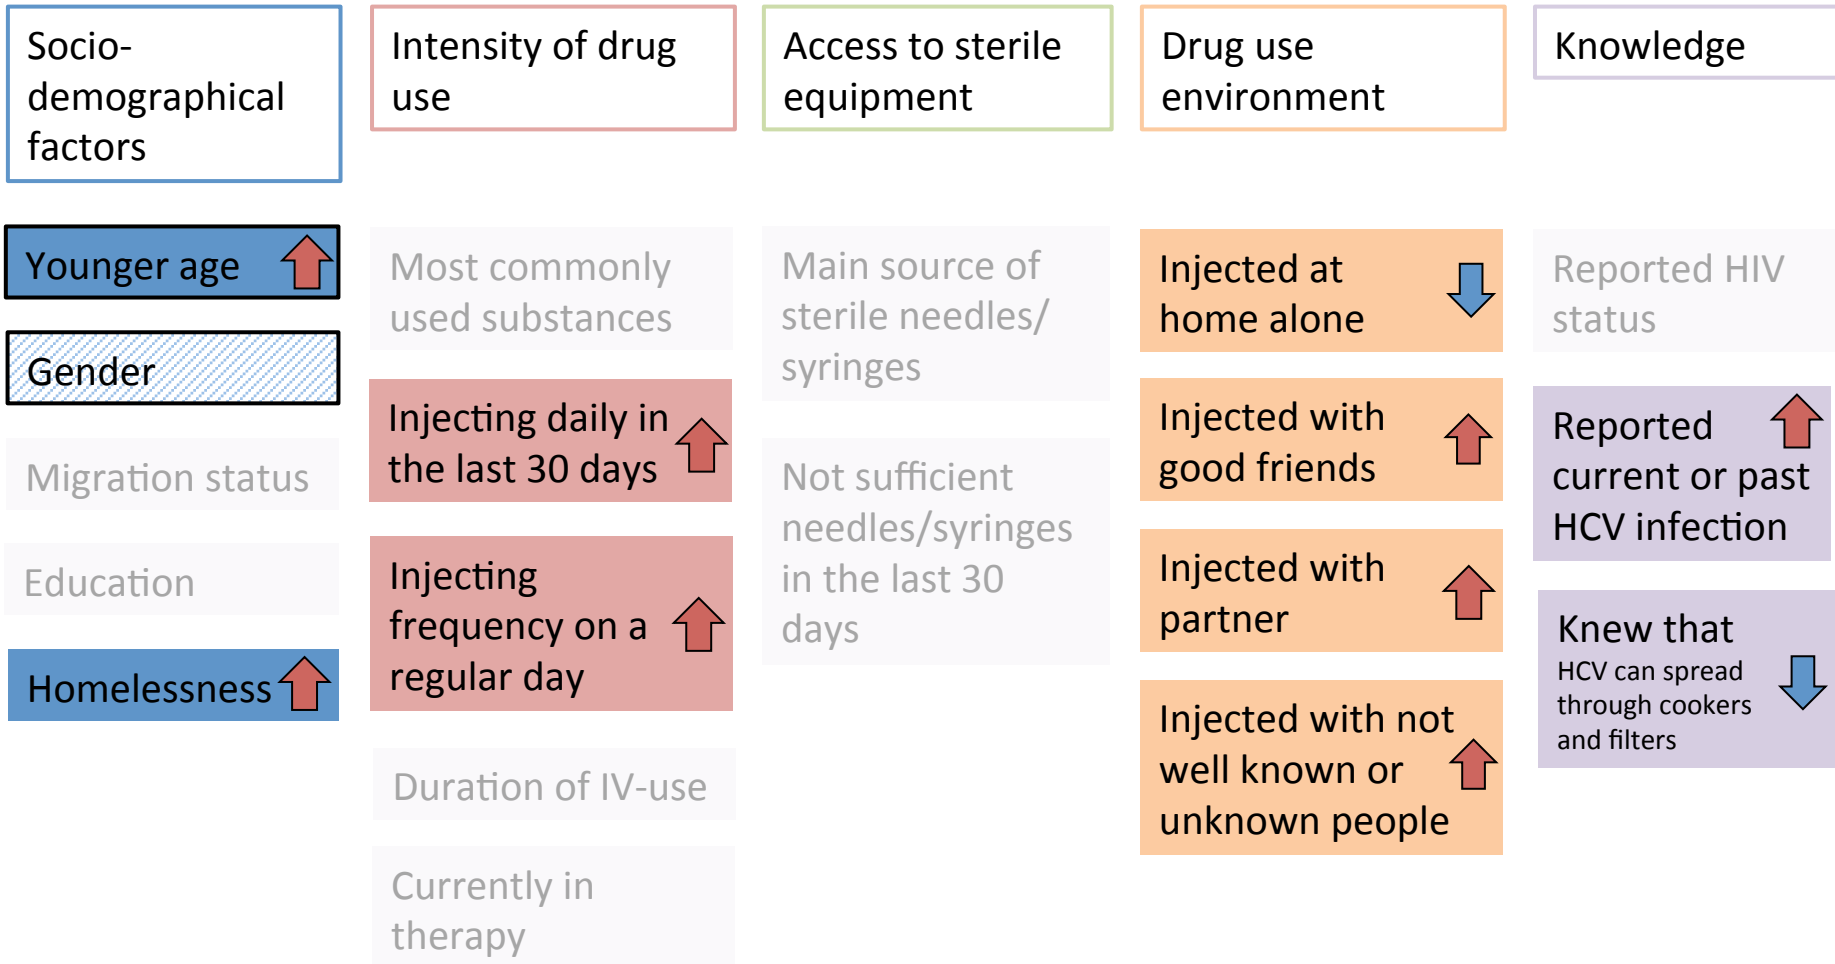 Socio-
demographical
factors
Younger age
Gender
Migration status
Education
Homelessness
Intensity of drug
use
Most commonly
used substances
Injecting daily in
the last 30 days
Injecting
frequency on a
regular day
Duration of IV-use
Currently in
therapy
Access to sterile
equipment
Main source of
sterile needles/
syringes
Not sufficient
needles/syringes
in the last 30
days
Drug use
environment
Injected at
home alone
Injected with
good friends
Injected with
partner
Injected with not
well known or
unknown people
Knowledge
Reported HIV
status
Reported
current or past
HCV infection
Knew that
HCV can spread
through cookers
and filters